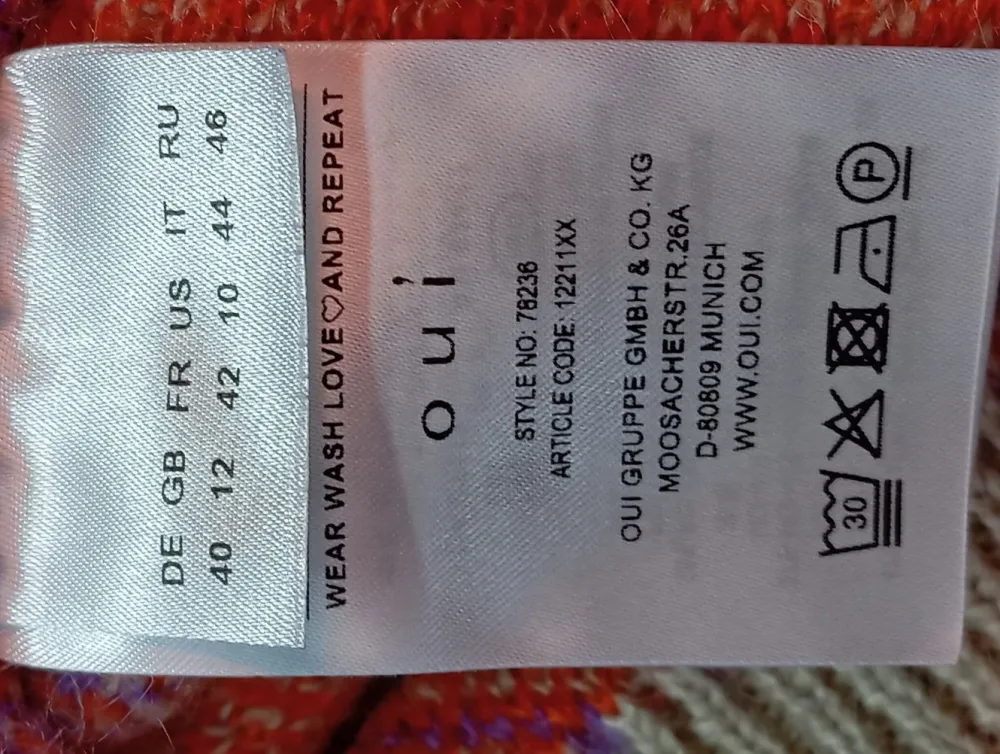 DE GB FR US IT RU
40 12 42 10 44 46
WEAR WASH LOVE♡AND REPEAT
ouí
STYLE NO: 78236
ARTICLE CODE: 12211XX
OUI GRUPPE GMBH & CO. KG
MOOSACHERSTR.26A
D-80809 MUNICH
WWW.OUI.COM
30 P